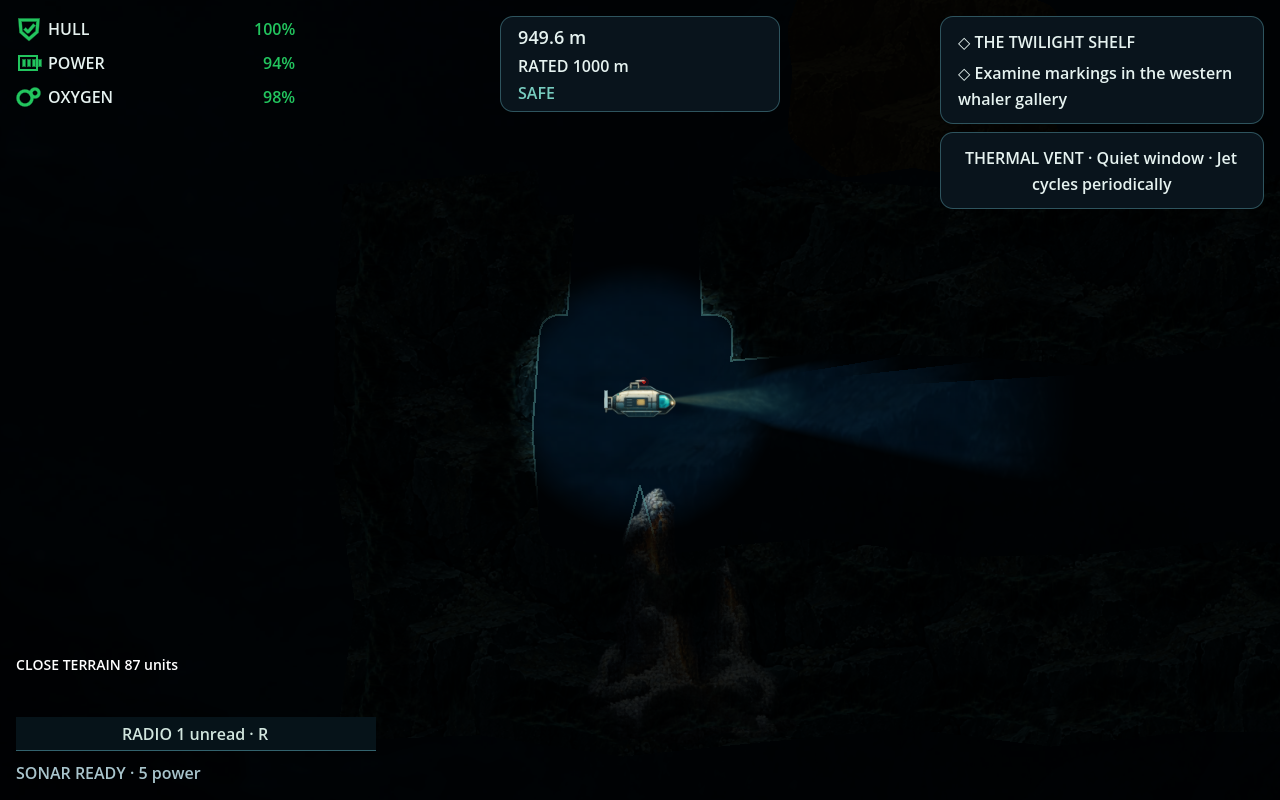 HULL 100%
POWER 94%
OXYGEN 98%
949.6 m
RATED 1000 m
SAFE
◇ THE TWILIGHT SHELF
◇ Examine markings in the western
whaler gallery
THERMAL VENT · Quiet window · Jet
cycles periodically
CLOSE TERRAIN 87 units
RADIO 1 unread · R
SONAR READY · 5 power